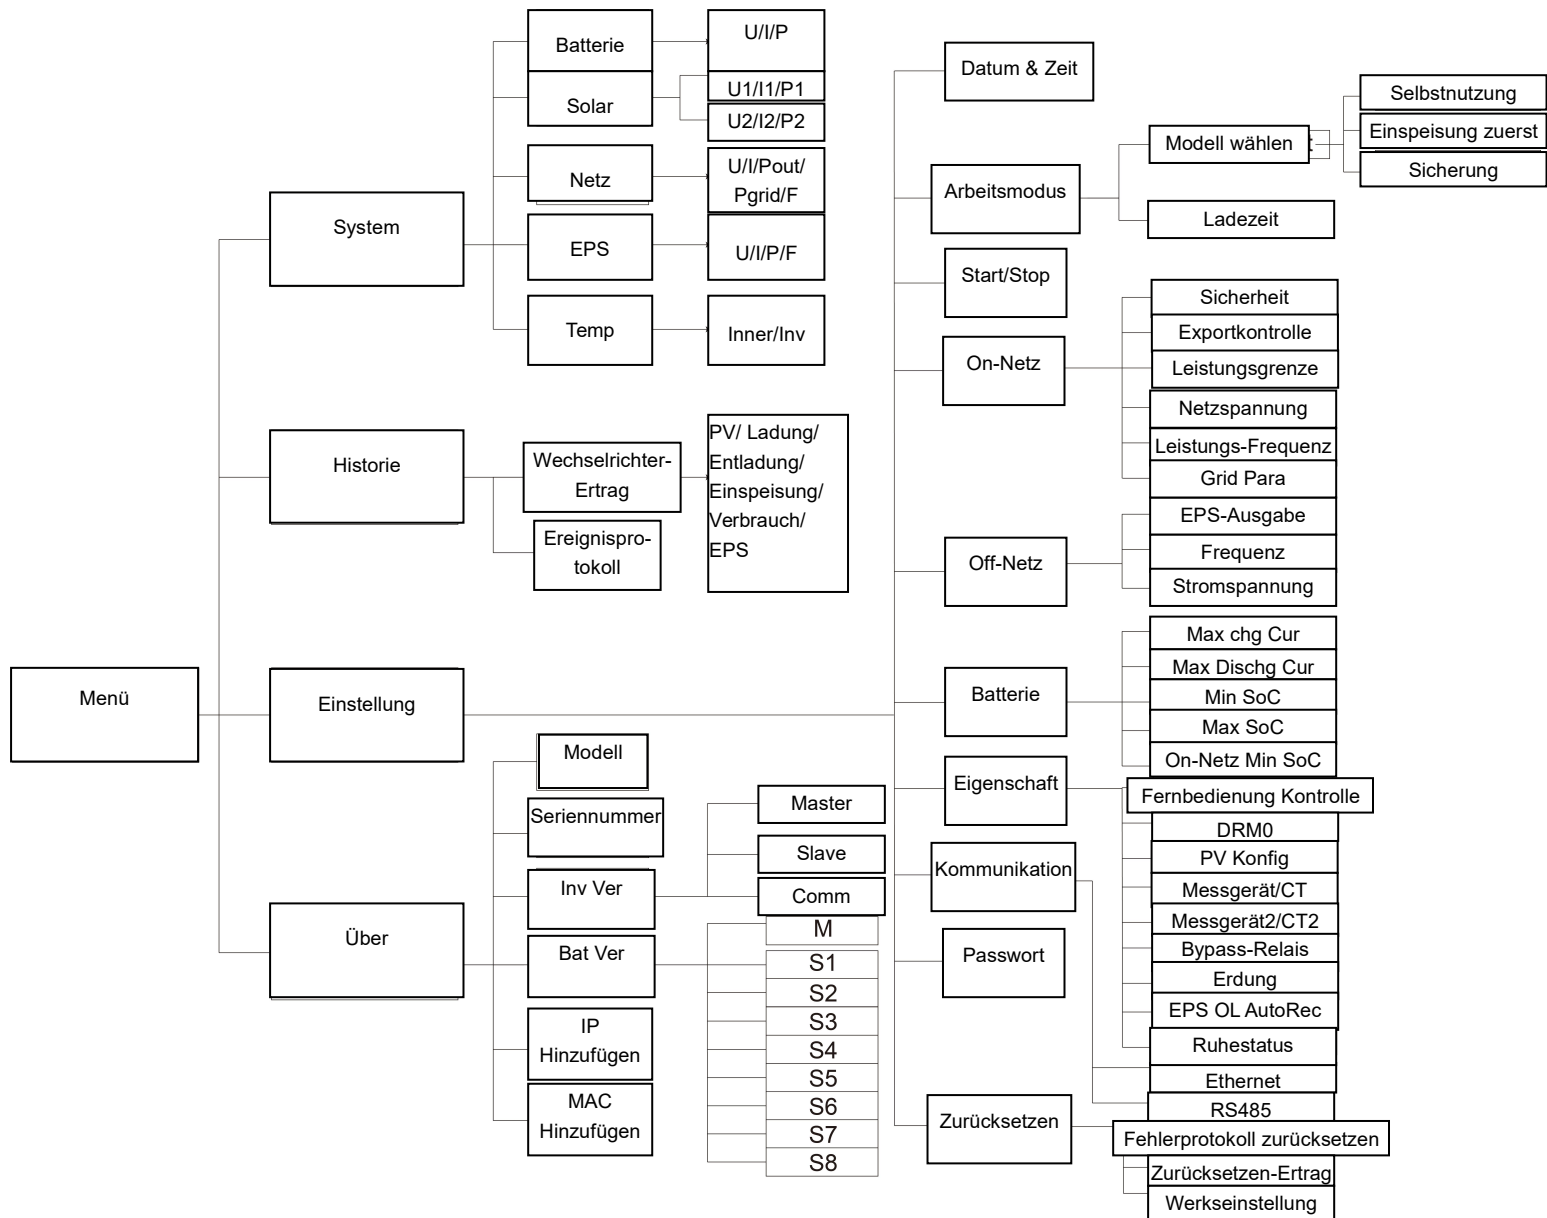 Menü
System
Batterie
U/I/P
Solar
U1/I1/P1
U2/I2/P2
Netz
U/I/Pout/
Pgrid/F
EPS
U/I/P/F
Temp
Inner/Inv
Historie
Wechselrichter-
Ertrag
PV/ Ladung/
Entladung/
Einspeisung/
Verbrauch/
EPS
Ereignispro-
tokoll
Einstellung
Datum & Zeit
Arbeitsmodus
Modell wählen
Selbstnutzung
Einspeisung zuerst
Sicherung
Ladezeit
Start/Stop
On-Netz
Sicherheit
Exportkontrolle
Leistungsgrenze
Netzspannung
Leistungs-Frequenz
Grid Para
Off-Netz
EPS-Ausgabe
Frequenz
Stromspannung
Batterie
Max chg Cur
Max Dischg Cur
Min SoC
Max SoC
On-Netz Min SoC
Eigenschaft
Fernbedienung Kontrolle
DRM0
PV Konfig
Messgerät/CT
Messgerät2/CT2
Bypass-Relais
Erdung
EPS OL AutoRec
Ruhestatus
Kommunikation
Ethernet
RS485
Passwort
Zurücksetzen
Fehlerprotokoll zurücksetzen
Zurücksetzen-Ertrag
Werkseinstellung
Über
Modell
Seriennummer
Inv Ver
Master
Slave
Comm
Bat Ver
M
S1
S2
S3
S4
S5
S6
S7
S8
IP
Hinzufügen
MAC
Hinzufügen